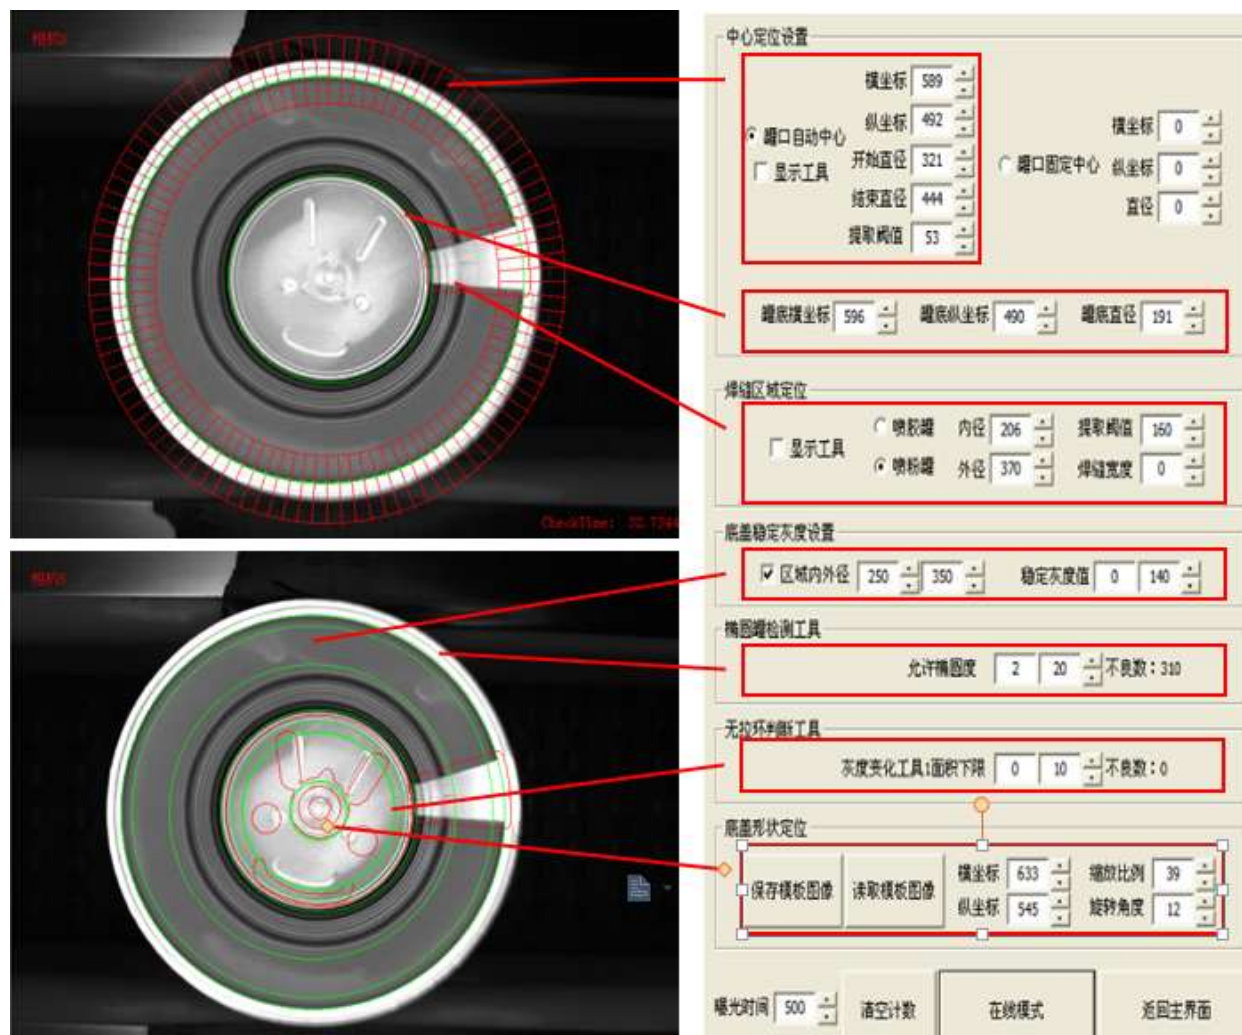 中心定位设置
罐口自动中心
显示工具
横坐标 589
纵坐标 492
开始直径 321
结束直径 444
提取阀值 53
罐口固定中心
横坐标 0
纵坐标 0
直径 0
罐底横坐标 596 罐底纵坐标 490 罐底直径 191
焊缝区域定位
显示工具
喷胶罐 内径 206 提取阀值 160
喷粉罐 外径 370 焊缝宽度 0
底盖稳定灰度设置
区域内外径 250 350 稳定灰度值 0 140
椭圆罐检测工具
允许椭圆度 2 20 不良数:310
无拉环判断工具
灰度变化工具1面积下限 0 10 不良数:0
底盖形状定位
保存模板图像 读取模板图像
横坐标 633 缩放比例 39
纵坐标 545 旋转角度 12
曝光时间 500 清空计数 在线模式 返回主界面